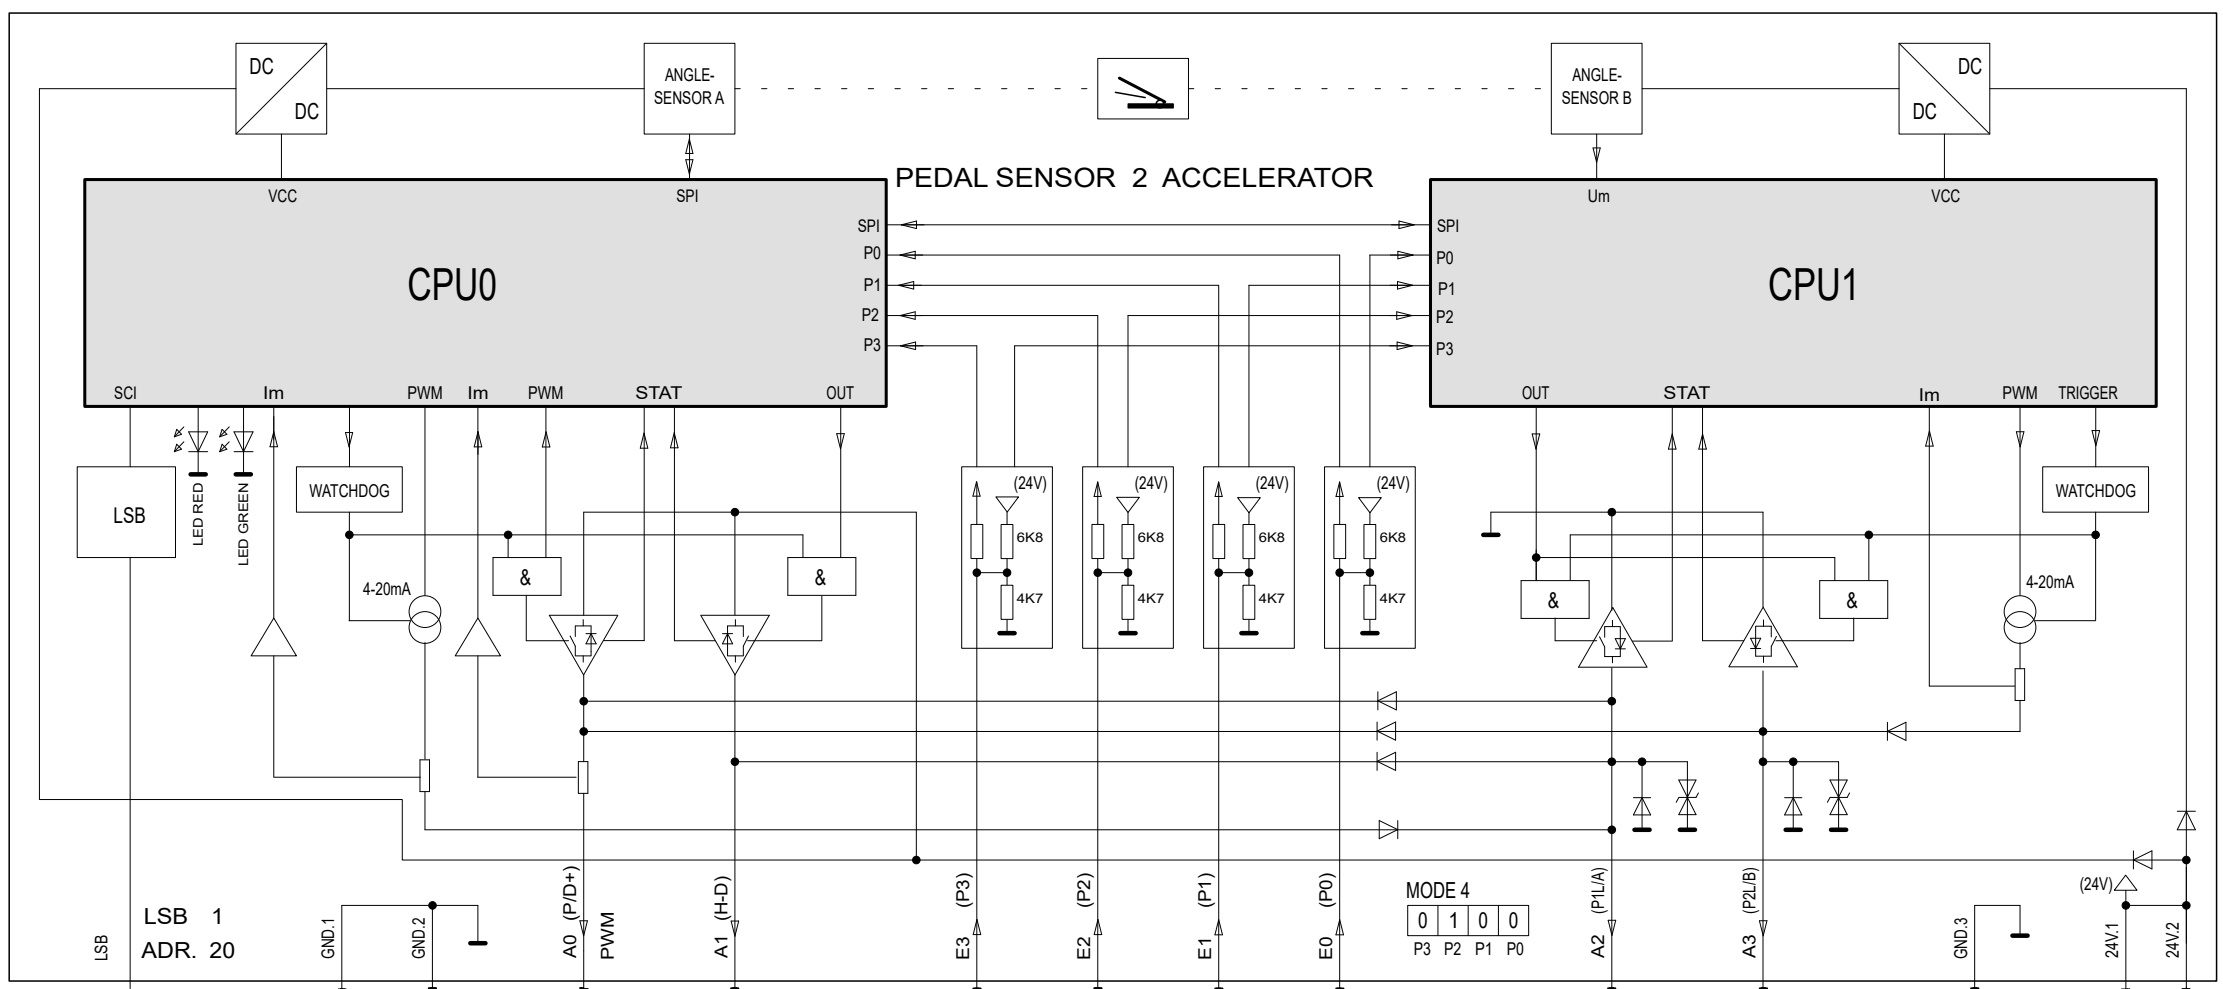 DC
DC
ANGLE-
SENSOR A
ANGLE-
SENSOR B
DC
DC
PEDAL SENSOR 2 ACCELERATOR
VCC
SPI
Um
VCC
SPI
P0
P1
P2
P3
CPU0
SPI
P0
P1
P2
P3
CPU1
SCI
Im
PWM
Im
PWM
STAT
OUT
OUT
STAT
Im
PWM
TRIGGER
LSB
LED RED
LED GREEN
WATCHDOG
4-20mA
&
&
(24V)
6K8
4K7
(24V)
6K8
4K7
(24V)
6K8
4K7
(24V)
6K8
4K7
&
&
4-20mA
WATCHDOG
LSB 1
ADR. 20
LSB
GND.1
GND.2
A0 (P/D+)
PWM
A1 (H-D)
E3 (P3)
E2 (P2)
E1 (P1)
E0 (P0)
MODE 4
0 1 0 0
P3 P2 P1 P0
A2 (P1L/A)
A3 (P2L/B)
GND.3
(24V)
24V.1
24V.2